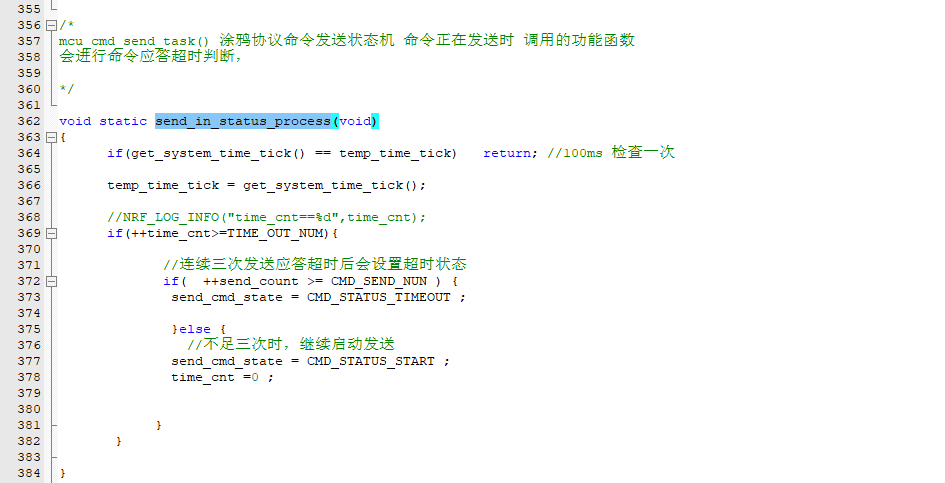 355
356 /*
357 mcu_cmd_send_task() 涂鸦协议命令发送状态机 命令正在发送时 调用的功能函数
358 会进行命令应答超时判断,
359
360 */
361
362 void static send_in_status_process(void)
363 {
364 if(get_system_time_tick() == temp_time_tick) return; //100ms 检查一次
365
366 temp_time_tick = get_system_time_tick();
367
368 //NRF_LOG_INFO("time_cnt==%d",time_cnt);
369 if(++time_cnt>=TIME_OUT_NUM){
370
371 //连续三次发送应答超时后会设置超时状态
372 if( ++send_count >= CMD_SEND_NUN ) {
373 send_cmd_state = CMD_STATUS_TIMEOUT ;
374
375 }else {
376 //不足三次时，继续启动发送
377 send_cmd_state = CMD_STATUS_START ;
378 time_cnt =0 ;
379
380
381 }
382 }
383
384 }